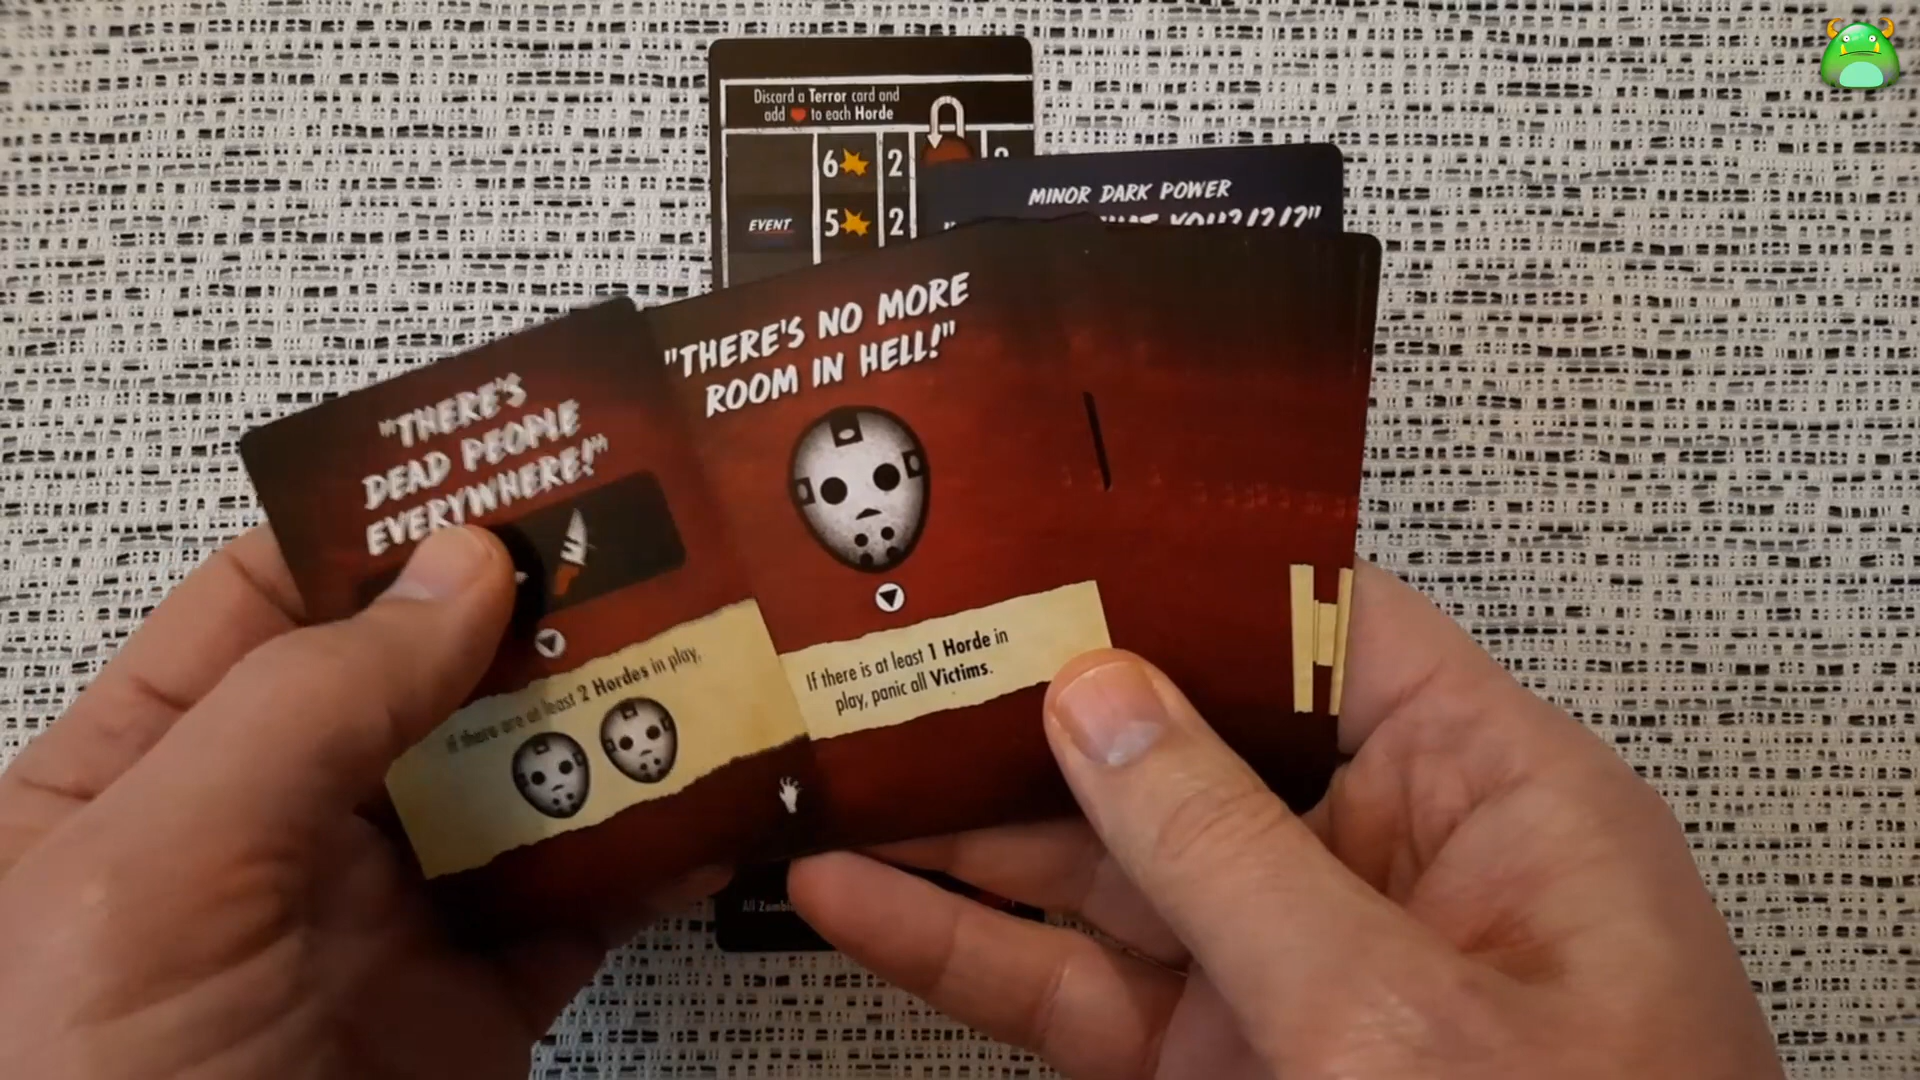 Discard a Terror card and
add to each Horde
6 2
EVENT 5 2
MINOR DARK POWER
YOU?!?!?"
"THERE'S NO MORE
ROOM IN HELL!"
"THERE'S
DEAD PEOPLE
EVERYWHERE!"
If there is at least 1 Horde in
play, panic all Victims.
If there are at least 2 Hordes in play,
All